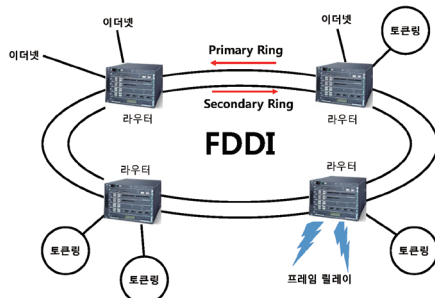 이더넷
이더넷
이더넷
토큰링
Primary Ring
Secondary Ring
라우터
라우터
FDDI
라우터
라우터
토큰링
토큰링
토큰링
프레임 릴레이